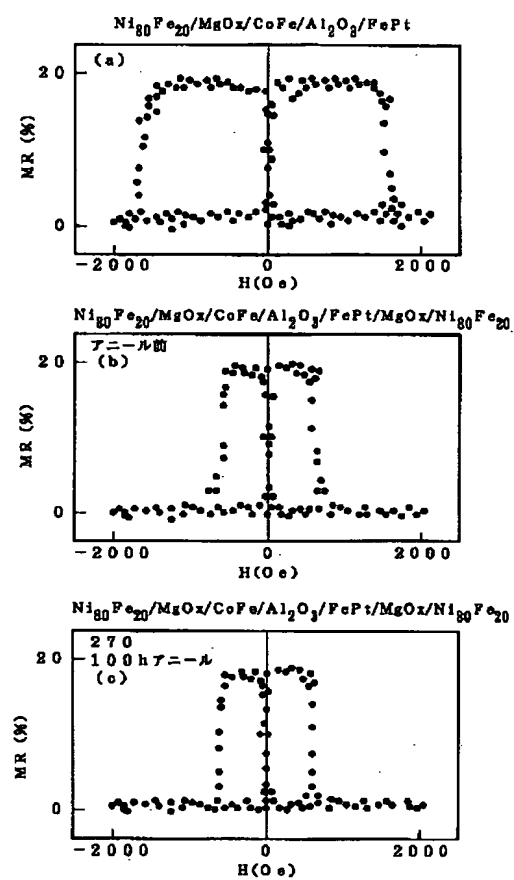 Ni80Fe20/MgOx/CoFe/Al2O3/FePt
(a)
20
MR (%)
0
-2000 0 2000
H(Oe)
Ni80Fe20/MgOx/CoFe/Al2O3/FePt/MgOx/Ni80Fe20
アニール前
20
(b)
MR (%)
0
-2000 0 2000
H(Oe)
Ni80Fe20/MgOx/CoFe/Al2O3/FePt/MgOx/Ni80Fe20
270
20
100hアニール
(c)
MR (%)
0
-2000 0 2000
H(Oe)